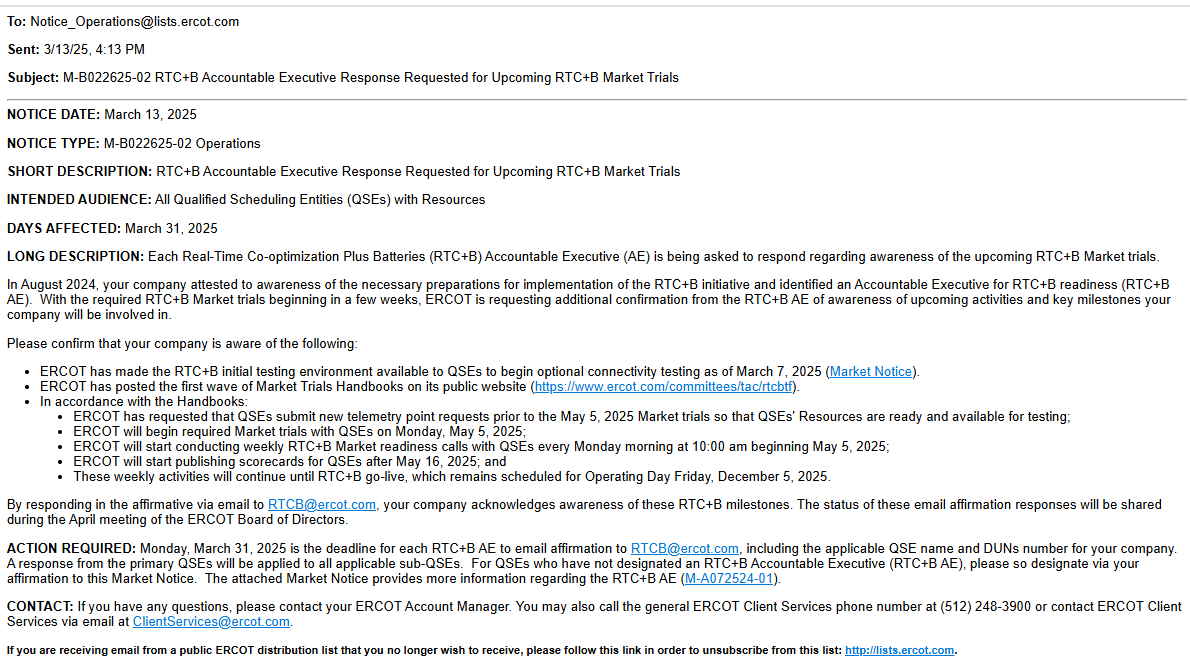 To: Notice_Operations@lists.ercot.com
Sent: 3/13/25, 4:13 PM
Subject: M-B022625-02 RTC+B Accountable Executive Response Requested for Upcoming RTC+B Market Trials
NOTICE DATE: March 13, 2025
NOTICE TYPE: M-B022625-02 Operations
SHORT DESCRIPTION: RTC+B Accountable Executive Response Requested for Upcoming RTC+B Market Trials
INTENDED AUDIENCE: All Qualified Scheduling Entities (QSEs) with Resources
DAYS AFFECTED: March 31, 2025
LONG DESCRIPTION: Each Real-Time Co-optimization Plus Batteries (RTC+B) Accountable Executive (AE) is being asked to respond regarding awareness of the upcoming RTC+B Market trials.
In August 2024, your company attested to awareness of the necessary preparations for implementation of the RTC+B initiative and identified an Accountable Executive for RTC+B readiness (RTC+B
AE). With the required RTC+B Market trials beginning in a few weeks, ERCOT is requesting additional confirmation from the RTC+B AE of awareness of upcoming activities and key milestones your
company will be involved in.
Please confirm that your company is aware of the following:
• ERCOT has made the RTC+B initial testing environment available to QSEs to begin optional connectivity testing as of March 7, 2025 (Market Notice).
• ERCOT has posted the first wave of Market Trials Handbooks on its public website (https://www.ercot.com/committees/tac/rtcbtf).
• In accordance with the Handbooks:
• ERCOT has requested that QSEs submit new telemetry point requests prior to the May 5, 2025 Market trials so that QSEs' Resources are ready and available for testing;
• ERCOT will begin required Market trials with QSEs on Monday, May 5, 2025;
• ERCOT will start conducting weekly RTC+B Market readiness calls with QSEs every Monday morning at 10:00 am beginning May 5, 2025;
• ERCOT will start publishing scorecards for QSEs after May 16, 2025; and
• These weekly activities will continue until RTC+B go-live, which remains scheduled for Operating Day Friday, December 5, 2025.
By responding in the affirmative via email to RTCB@ercot.com, your company acknowledges awareness of these RTC+B milestones. The status of these email affirmation responses will be shared
during the April meeting of the ERCOT Board of Directors.
ACTION REQUIRED: Monday, March 31, 2025 is the deadline for each RTC+B AE to email affirmation to RTCB@ercot.com, including the applicable QSE name and DUNs number for your company.
A response from the primary QSEs will be applied to all applicable sub-QSEs. For QSEs who have not designated an RTC+B Accountable Executive (RTC+B AE), please so designate via your
affirmation to this Market Notice. The attached Market Notice provides more information regarding the RTC+B AE (M-A072524-01).
CONTACT: If you have any questions, please contact your ERCOT Account Manager. You may also call the general ERCOT Client Services phone number at (512) 248-3900 or contact ERCOT Client
Services via email at ClientServices@ercot.com.
If you are receiving email from a public ERCOT distribution list that you no longer wish to receive, please follow this link in order to unsubscribe from this list: http://lists.ercot.com.